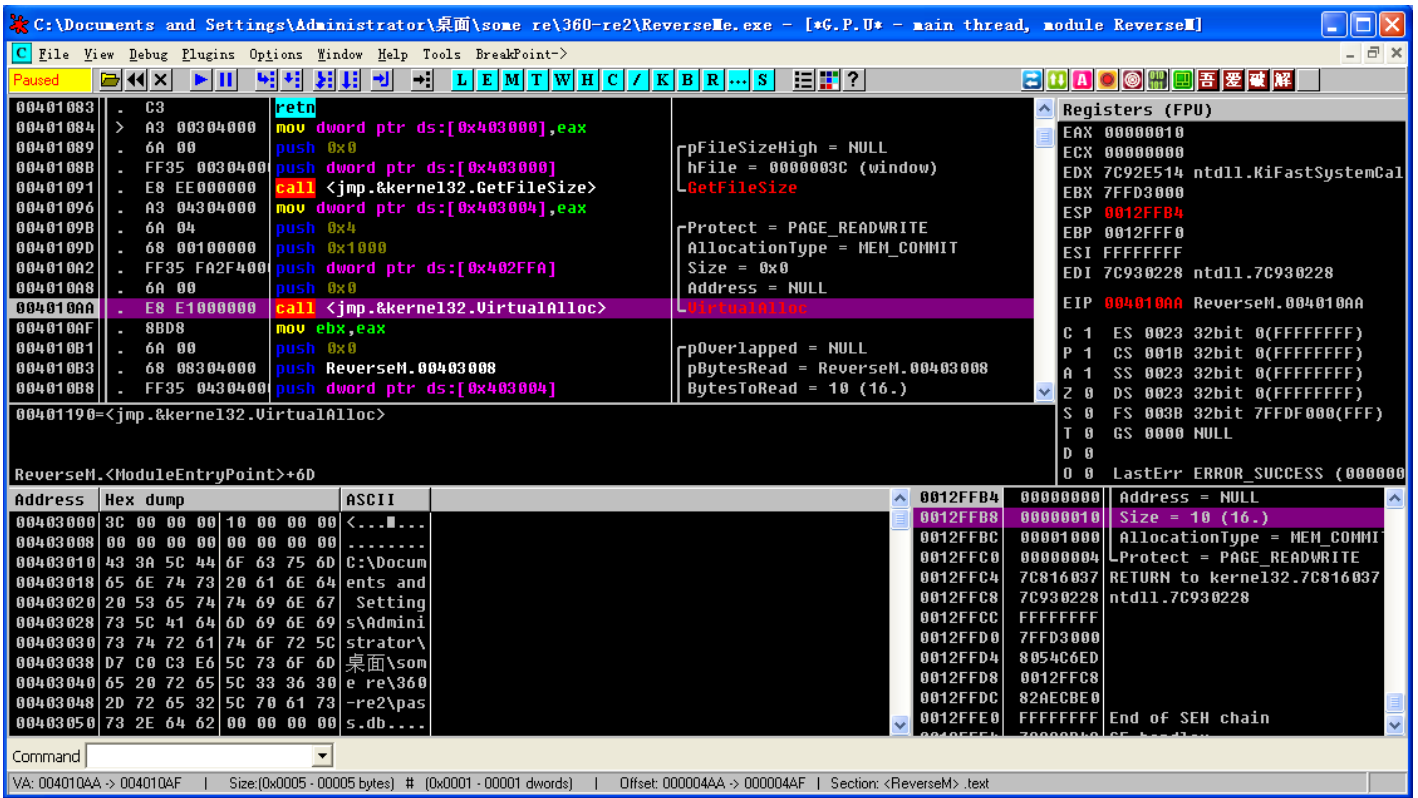 C:\Documents and Settings\Administrator\桌面\some re\360-re2\ReverseMe.exe - [*G.P.U* - main thread, module ReverseM]
C File View Debug Plugins Options Window Help Tools BreakPoint->
Paused L E M T W H C / K B R ... S ? 吾 爱 破 解
00401083 . C3 retn
00401084 > A3 00304000 mov dword ptr ds:[0x403000],eax
00401089 . 6A 00 push 0x0 pFileSizeHigh = NULL
0040108B . FF35 0030400 push dword ptr ds:[0x403000] hFile = 0000003C (window)
00401091 . E8 EE000000 call <jmp.&kernel32.GetFileSize> GetFileSize
00401096 . A3 04304000 mov dword ptr ds:[0x403004],eax
0040109B . 6A 04 push 0x4 Protect = PAGE_READWRITE
0040109D . 68 00100000 push 0x1000 AllocationType = MEM_COMMIT
004010A2 . FF35 FA2F400 push dword ptr ds:[0x402FFA] Size = 0x0
004010A8 . 6A 00 push 0x0 Address = NULL
004010AA . E8 E1000000 call <jmp.&kernel32.VirtualAlloc> VirtualAlloc
004010AF . 8BD8 mov ebx,eax
004010B1 . 6A 00 push 0x0 pOverlapped = NULL
004010B3 . 68 08304000 push ReverseM.00403008 pBytesRead = ReverseM.00403008
004010B8 . FF35 0430400 push dword ptr ds:[0x403004] BytesToRead = 10 (16.)
00401190=<jmp.&kernel32.VirtualAlloc>
ReverseM.<ModuleEntryPoint>+6D
Registers (FPU)
EAX 00000010
ECX 00000000
EDX 7C92E514 ntdll.KiFastSystemCal
EBX 7FFD3000
ESP 0012FFB4
EBP 0012FFF0
ESI FFFFFFFF
EDI 7C930228 ntdll.7C930228
EIP 004010AA ReverseM.004010AA
C 1 ES 0023 32bit 0(FFFFFFFF)
P 1 CS 001B 32bit 0(FFFFFFFF)
A 1 SS 0023 32bit 0(FFFFFFFF)
Z 0 DS 0023 32bit 0(FFFFFFFF)
S 0 FS 003B 32bit 7FFDF000(FFF)
T 0 GS 0000 NULL
D 0
O 0 LastErr ERROR_SUCCESS (000000
Address Hex dump ASCII
00403000 3C 00 00 00 10 00 00 00 <......
00403008 00 00 00 00 00 00 00 00 ........
00403010 43 3A 5C 44 6F 63 75 6D C:\Docum
00403018 65 6E 74 73 20 61 6E 64 ents and
00403020 20 53 65 74 74 69 6E 67 Setting
00403028 73 5C 41 64 6D 69 6E 69 s\Admini
00403030 73 74 72 61 74 6F 72 5C strator\
00403038 D7 C0 C3 E6 5C 73 6F 6D 桌面\som
00403040 65 20 72 65 5C 33 36 30 e re\360
00403048 2D 72 65 32 5C 70 61 73 -re2\pas
00403050 73 2E 64 62 00 00 00 00 s.db....
0012FFB4 00000000 Address = NULL
0012FFB8 00000010 Size = 10 (16.)
0012FFBC 00001000 AllocationType = MEM_COMMI
0012FFC0 00000004 Protect = PAGE_READWRITE
0012FFC4 7C816037 RETURN to kernel32.7C816037
0012FFC8 7C930228 ntdll.7C930228
0012FFCC FFFFFFFF
0012FFD0 7FFD3000
0012FFD4 8054C6ED
0012FFD8 0012FFC8
0012FFDC 82AECBE0
0012FFE0 FFFFFFFF End of SEH chain
Command
VA: 004010AA -> 004010AF | Size:(0x0005 - 00005 bytes) # (0x0001 - 00001 dwords) | Offset: 000004AA -> 000004AF | Section: <ReverseM> .text